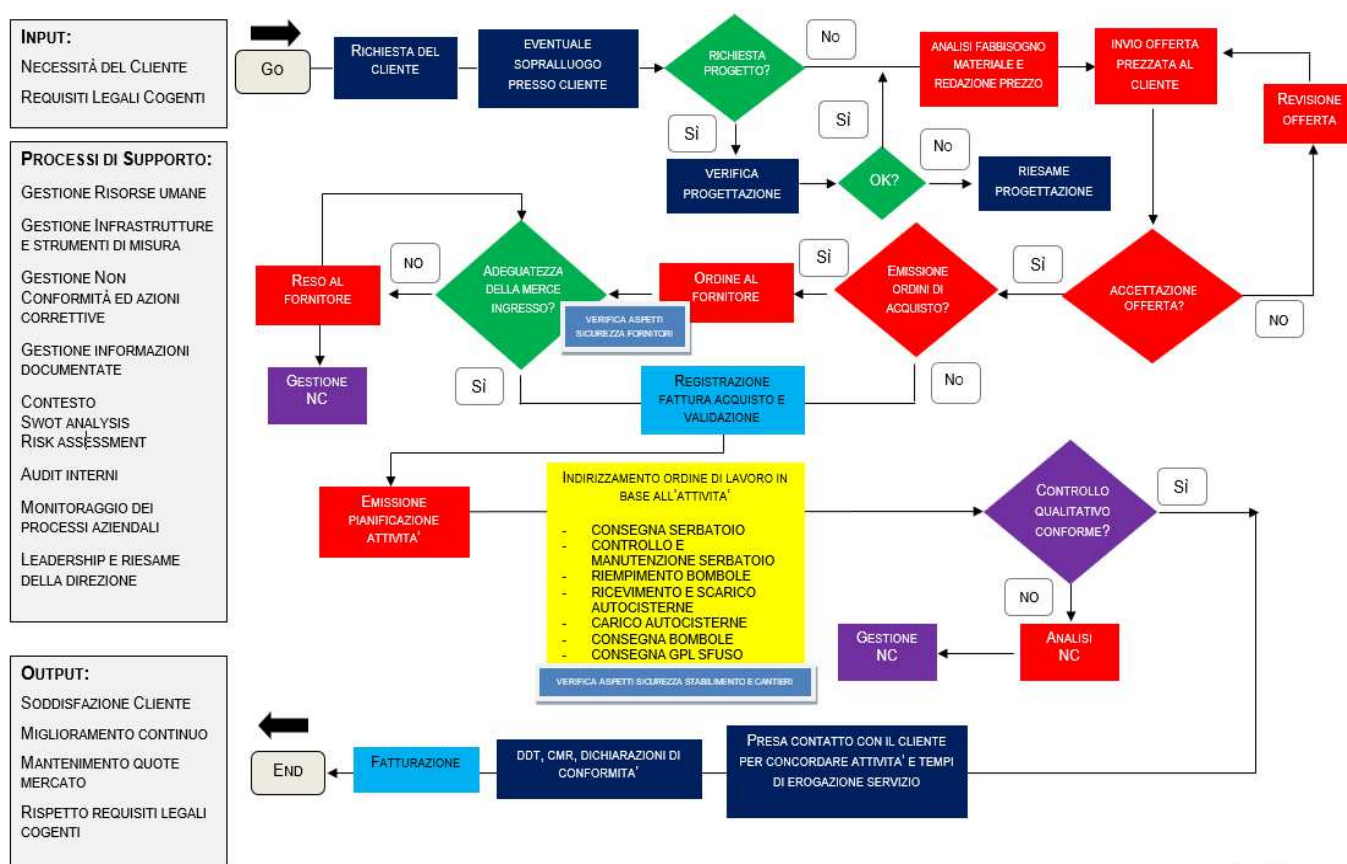 INPUT:
NECESSITÀ DEL CLIENTE
REQUISITI LEGALI COGENTI
GO
RICHIESTA DEL
CLIENTE
EVENTUALE
SOPRALLUOGO
PRESSO CLIENTE
RICHIESTA
PROGETTO?
No
ANALISI FABBISOGNO
MATERIALE E
REDAZIONE PREZZO
INVIO OFFERTA
PREZZATA AL
CLIENTE
REVISIONE
OFFERTA
Sì
Sì
No
VERIFICA
PROGETTAZIONE
OK?
RIESAME
PROGETTAZIONE
PROCESSI DI SUPPORTO:
GESTIONE RISORSE UMANE
GESTIONE INFRASTRUTTURE
E STRUMENTI DI MISURA
GESTIONE NON
CONFORMITÀ ED AZIONI
CORRETTIVE
GESTIONE INFORMAZIONI
DOCUMENTATE
CONTESTO
SWOT ANALYSIS
RISK ASSESSMENT
AUDIT INTERNI
MONITORAGGIO DEI
PROCESSI AZIENDALI
LEADERSHIP E RIESAME
DELLA DIREZIONE
RESO AL
FORNITORE
NO
ADEGUATEZZA
DELLA MERCE
INGRESSO?
VERIFICA ASPETTI
SICUREZZA FORNITORI
ORDINE AL
FORNITORE
Sì
EMISSIONE
ORDINI DI
ACQUISTO?
Sì
ACCETTAZIONE
OFFERTA?
NO
GESTIONE
NC
Sì
REGISTRAZIONE
FATTURA ACQUISTO E
VALIDAZIONE
No
EMISSIONE
PIANIFICAZIONE
ATTIVITA'
INDIRIZZAMENTO ORDINE DI LAVORO IN
BASE ALL'ATTIVITA'
- CONSEGNA SERBATOIO
- CONTROLLO E
MANUTENZIONE SERBATOIO
- RIEMPIMENTO BOMBOLE
- RICEVIMENTO E SCARICO
AUTOCISTERNE
- CARICO AUTOCISTERNE
- CONSEGNA BOMBOLE
- CONSEGNA GPL SFUSO
VERIFICA ASPETTI SICUREZZA STABILIMENTO E CANTIERI
CONTROLLO
QUALITATIVO
CONFORME?
Sì
NO
GESTIONE
NC
ANALISI
NC
OUTPUT:
SODDISFAZIONE CLIENTE
MIGLIORAMENTO CONTINUO
MANTENIMENTO QUOTE
MERCATO
RISPETTO REQUISITI LEGALI
COGENTI
END
FATTURAZIONE
DDT, CMR, DICHIARAZIONI DI
CONFORMITA'
PRESA CONTATTO CON IL CLIENTE
PER CONCORDARE ATTIVITA' E TEMPI
DI EROGAZIONE SERVIZIO